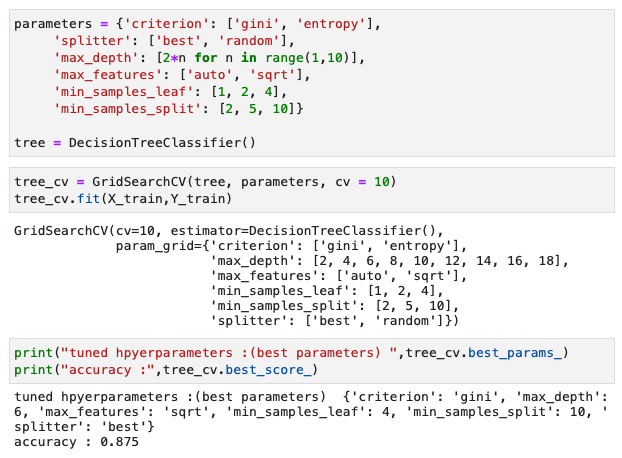 parameters = {'criterion': ['gini', 'entropy'],
     'splitter': ['best', 'random'],
     'max_depth': [2*n for n in range(1,10)],
     'max_features': ['auto', 'sqrt'],
     'min_samples_leaf': [1, 2, 4],
     'min_samples_split': [2, 5, 10]}
tree = DecisionTreeClassifier()
tree_cv = GridSearchCV(tree, parameters, cv = 10)
tree_cv.fit(X_train,Y_train)
GridSearchCV(cv=10, estimator=DecisionTreeClassifier(),
             param_grid={'criterion': ['gini', 'entropy'],
                         'max_depth': [2, 4, 6, 8, 10, 12, 14, 16, 18],
                         'max_features': ['auto', 'sqrt'],
                         'min_samples_leaf': [1, 2, 4],
                         'min_samples_split': [2, 5, 10],
                         'splitter': ['best', 'random']})
print("tuned hpyerparameters :(best parameters) ",tree_cv.best_params_)
print("accuracy :",tree_cv.best_score_)
tuned hpyerparameters :(best parameters)  {'criterion': 'gini', 'max_depth':
6, 'max_features': 'sqrt', 'min_samples_leaf': 4, 'min_samples_split': 10, '
splitter': 'best'}
accuracy : 0.875